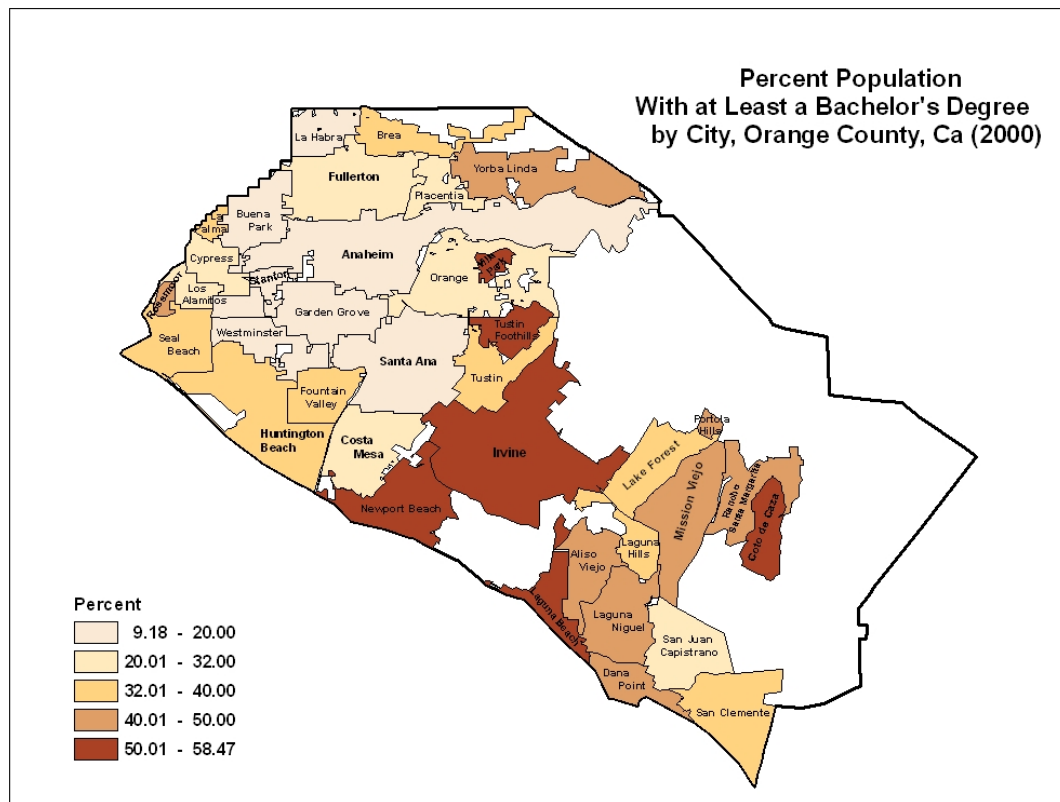 Percent Population
With at Least a Bachelor's Degree
by City, Orange County, Ca (2000)
La Habra
Brea
Yorba Linda
Fullerton
Placentia
Buena
Park
La
Palma
Anaheim
Cypress
Orange
Villa
Park
Stanton
Rossmoor
Los
Alamitos
Garden Grove
Tustin
Foothills
Westminster
Seal
Beach
Santa Ana
Tustin
Fountain
Valley
Huntington
Beach
Costa
Mesa
Irvine
Portola
Hills
Lake Forest
Mission Viejo
Rancho
Santa Margarita
Coto de Caza
Newport Beach
Laguna
Hills
Aliso
Viejo
Laguna Beach
Laguna
Niguel
San Juan
Capistrano
Dana
Point
San Clemente
Percent
9.18 - 20.00
20.01 - 32.00
32.01 - 40.00
40.01 - 50.00
50.01 - 58.47